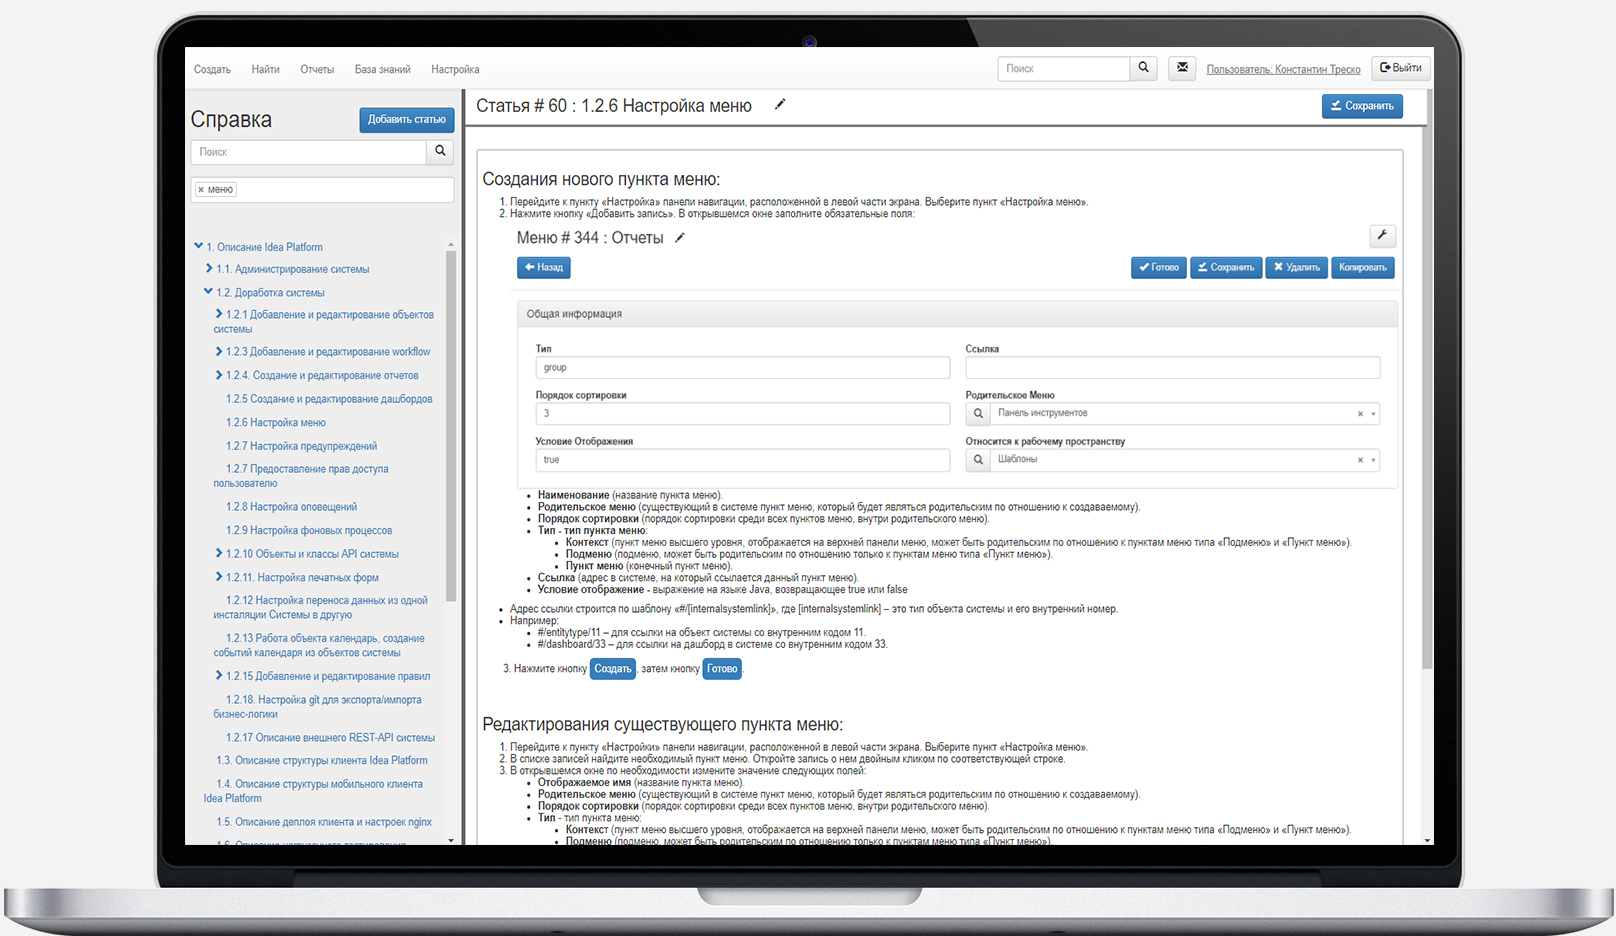 Создать Найти Отчеты База знаний Настройка
Поиск
Пользователь: Константин Треско
Выйти
Справка
Добавить статью
Поиск
× меню
1. Описание Idea Platform
1.1. Администрирование системы
1.2. Доработка системы
1.2.1 Добавление и редактирование объектов
системы
1.2.3 Добавление и редактирование workflow
1.2.4. Создание и редактирование отчетов
1.2.5 Создание и редактирование дашбордов
1.2.6 Настройка меню
1.2.7 Настройка предупреждений
1.2.7 Предоставление прав доступа
пользователю
1.2.8 Настройка оповещений
1.2.9 Настройка фоновых процессов
1.2.10 Объекты и классы API системы
1.2.11. Настройка печатных форм
1.2.12 Настройка переноса данных из одной
инсталяции Системы в другую
1.2.13 Работа объекта календарь, создание
событий календаря из объектов системы
1.2.15 Добавление и редактирование правил
1.2.18. Настройка git для экспорта/импорта
бизнес-логики
1.2.17 Описание внешнего REST-API системы
1.3. Описание структуры клиента Idea Platform
1.4. Описание структуры мобильного клиента
Idea Platform
1.5. Описание деплоя клиента и настроек nginx
Статья # 60 : 1.2.6 Настройка меню
Сохранить
Создания нового пункта меню:
1. Перейдите к пункту «Настройка» панели навигации, расположенной в левой части экрана. Выберите пункт «Настройка меню».
2. Нажмите кнопку «Добавить запись». В открывшемся окне заполните обязательные поля:
Меню # 344 : Отчеты
Назад
Готово Сохранить Удалить Копировать
Общая информация
Тип Ссылка
group
Порядок сортировки Родительское Меню
3 Панель инструментов
Условие Отображения Относится к рабочему пространству
true Шаблоны
• Наименование (название пункта меню).
• Родительское меню (существующий в системе пункт меню, который будет являться родительским по отношению к создаваемому).
• Порядок сортировки (порядок сортировки среди всех пунктов меню, внутри родительского меню).
• Тип - тип пункта меню:
• Контекст (пункт меню высшего уровня, отображается на верхней панели меню, может быть родительским по отношению к пунктам меню типа «Подменю» и «Пункт меню»).
• Подменю (подменю, может быть родительским по отношению только к пунктам меню типа «Пункт меню»).
• Пункт меню (конечный пункт меню).
• Ссылка (адрес в системе, на который ссылается данный пункт меню).
• Условие отображение - выражение на языке Java, возвращающее true или false
• Адрес ссылки строится по шаблону «#/[internalsystemlink]», где [internalsystemlink] – это тип объекта системы и его внутренний номер.
• Например:
• #/entitytype/11 – для ссылки на объект системы со внутренним кодом 11.
• #/dashboard/33 – для ссылки на дашборд в системе со внутренним кодом 33.
3. Нажмите кнопку Создать, затем кнопку Готово.
Редактирования существующего пункта меню:
1. Перейдите к пункту «Настройки» панели навигации, расположенной в левой части экрана. Выберите пункт «Настройка меню».
2. В списке записей найдите необходимый пункт меню. Откройте запись о нем двойным кликом по соответствующей строке.
3. В открывшемся окне по необходимости измените значение следующих полей:
• Отображаемое имя (название пункта меню).
• Родительское меню (существующий в системе пункт меню, который будет являться родительским по отношению к создаваемому).
• Порядок сортировки (порядок сортировки среди всех пунктов меню, внутри родительского меню).
• Тип - тип пункта меню:
• Контекст (пункт меню высшего уровня, отображается на верхней панели меню, может быть родительским по отношению к пунктам меню типа «Подменю» и «Пункт меню»).
• Подменю (подменю, может быть родительским по отношению только к пунктам меню типа «Пункт меню»).